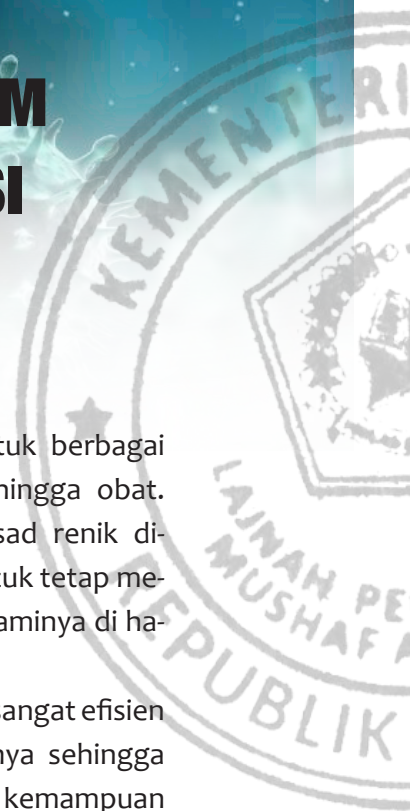 M
SI
tuk berbagai
hingga obat.
sad renik di-
tuk tetap me-
aminya di ha-
sangat efisien
nya sehingga
kemampuan
KEMENTERI
LAJNAH PE
MUSHAF A
REPUBLIK